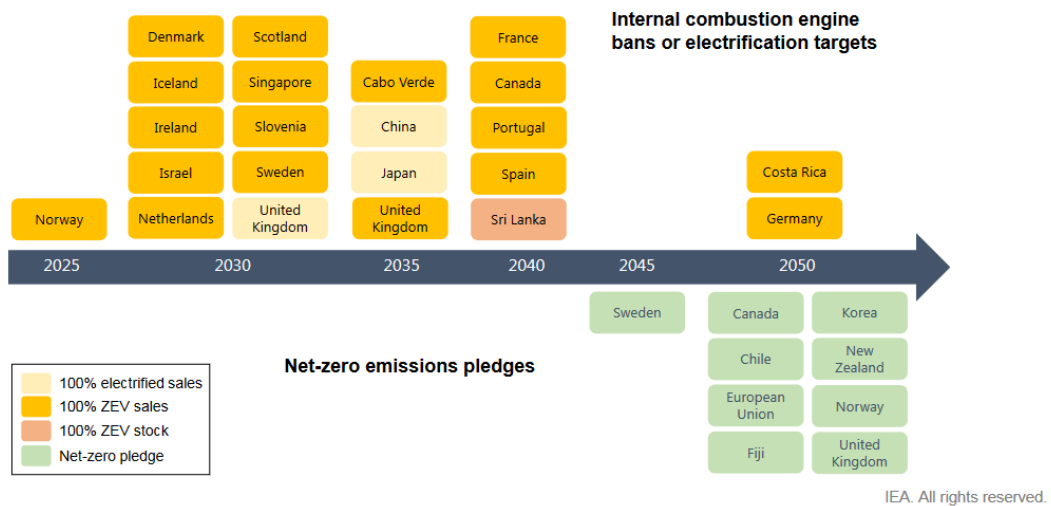 Internal combustion engine
bans or electrification targets
Denmark
Scotland
France
Iceland
Singapore
Cabo Verde
Canada
Ireland
Slovenia
China
Portugal
Israel
Sweden
Japan
Spain
Costa Rica
Norway
Netherlands
United
Kingdom
United
Kingdom
Sri Lanka
Germany
2025
2030
2035
2040
2045
2050
Sweden
Canada
Korea
Net-zero emissions pledges
Chile
New
Zealand
European
Union
Norway
Fiji
United
Kingdom
100% electrified sales
100% ZEV sales
100% ZEV stock
Net-zero pledge
IEA. All rights reserved.